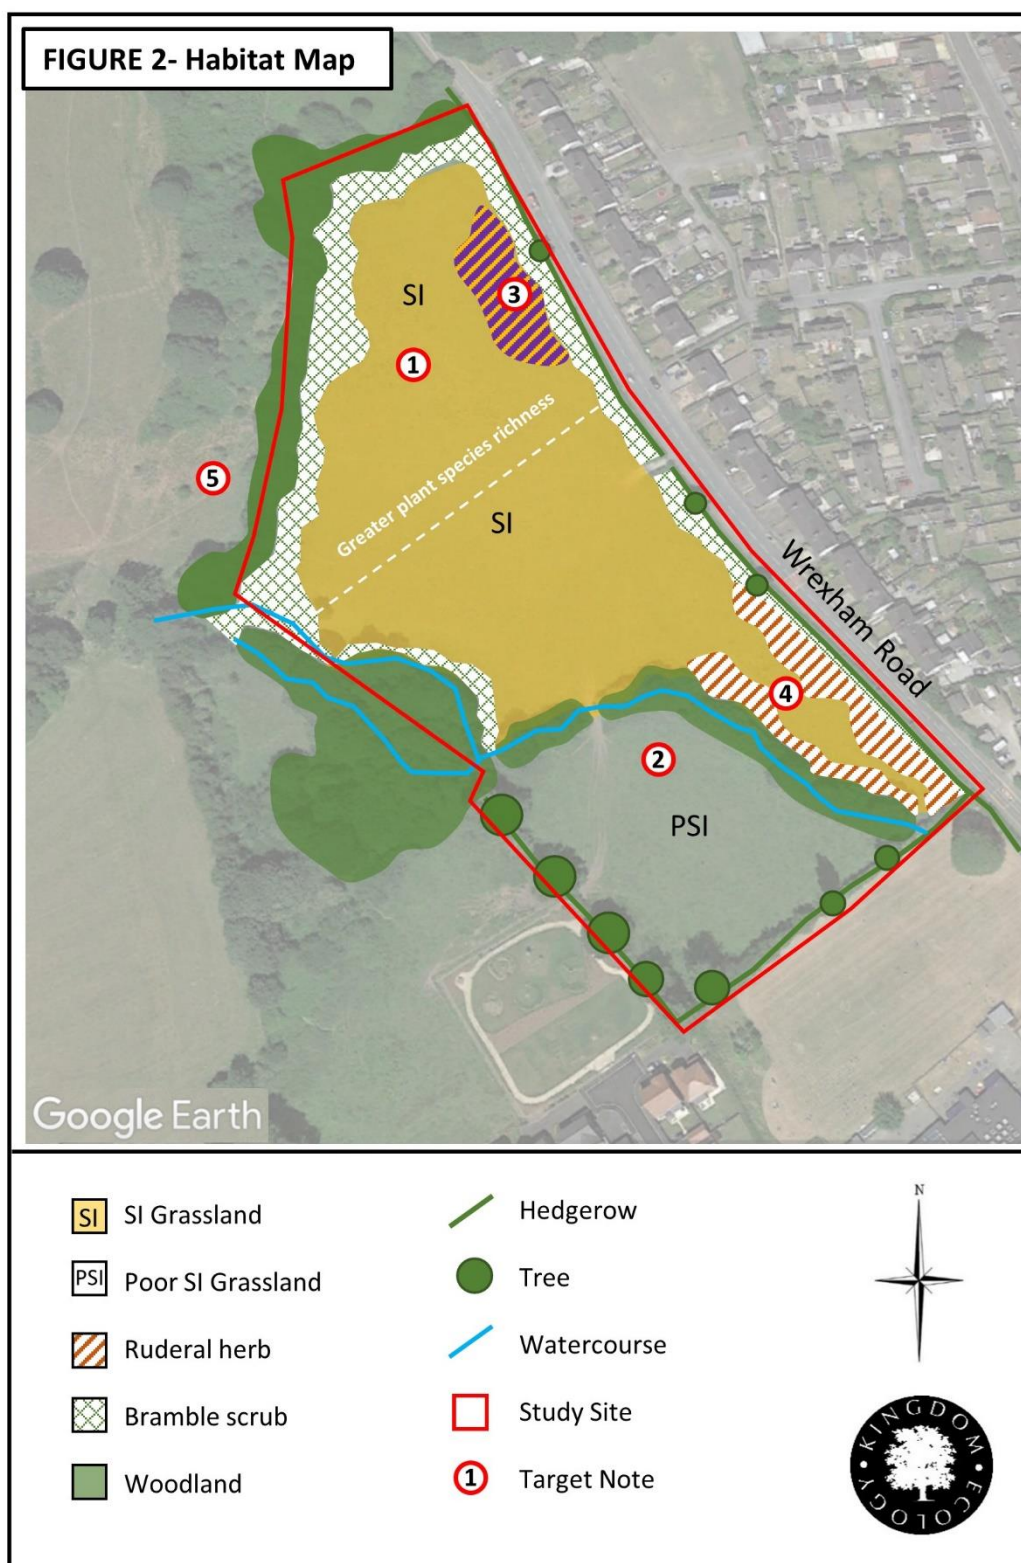 FIGURE 2- Habitat Map
SI
3
1
Greater plant species richness
5
SI
Wrexham Road
4
2
PSI
Google Earth
SI SI Grassland
PSI Poor SI Grassland
Ruderal herb
Bramble scrub
Woodland
Hedgerow
Tree
Watercourse
Study Site
1 Target Note
N
KINGDOM
ECOLOGY